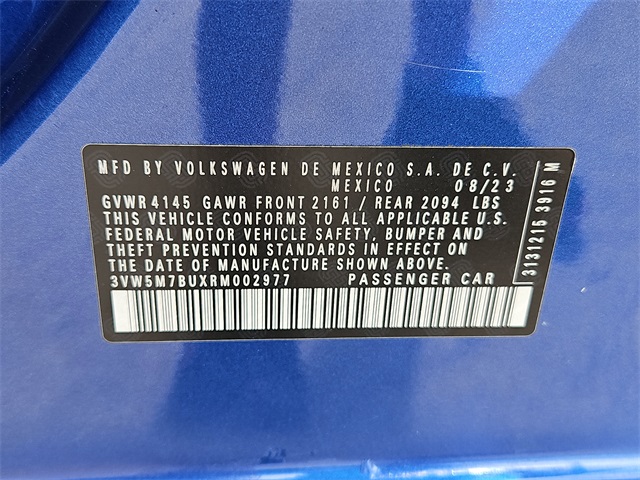 MFD BY VOLKSWAGEN DE MEXICO S.A. DE C.V.
MEXICO 08/23
GVWR 4145 GAWR FRONT 2161 / REAR 2094 LBS
THIS VEHICLE CONFORMS TO ALL APPLICABLE U.S.
FEDERAL MOTOR VEHICLE SAFETY, BUMPER AND
THEFT PREVENTION STANDARDS IN EFFECT ON
THE DATE OF MANUFACTURE SHOWN ABOVE.
3VW5M7BUXRM002977 PASSENGER CAR
3131215 3916 M